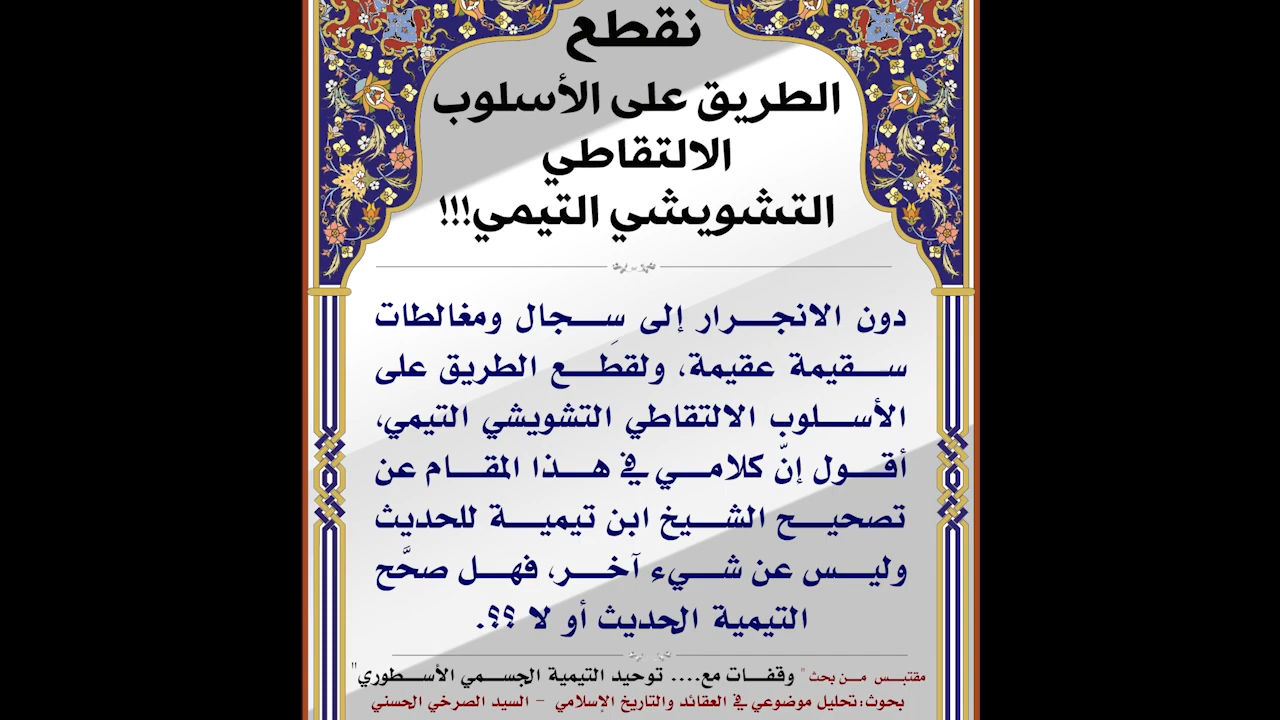 نقطع
الطريق على الأسلوب
الالتقاطي
التشويشي التيمي!!!
دون الانجرار إلى سِجال ومغالطات
سقيمة عقيمة، ولقطع الطريق على
الأسلوب الالتقاطي التشويشي التيمي،
أقول إنّ كلامي في هذا المقام عن
تصحيح الشيخ ابن تيمية للحديث
وليس عن شيء آخر، فهل صحَّح
التيمية الحديث أو لا ؟؟.
مقتبس من بحث " وقفات مع.... توحيد التيمية الجسمي الأسطوري"
بحوث: تحليل موضوعي في العقائد والتاريخ الإسلامي - السيد الصرخي الحسني